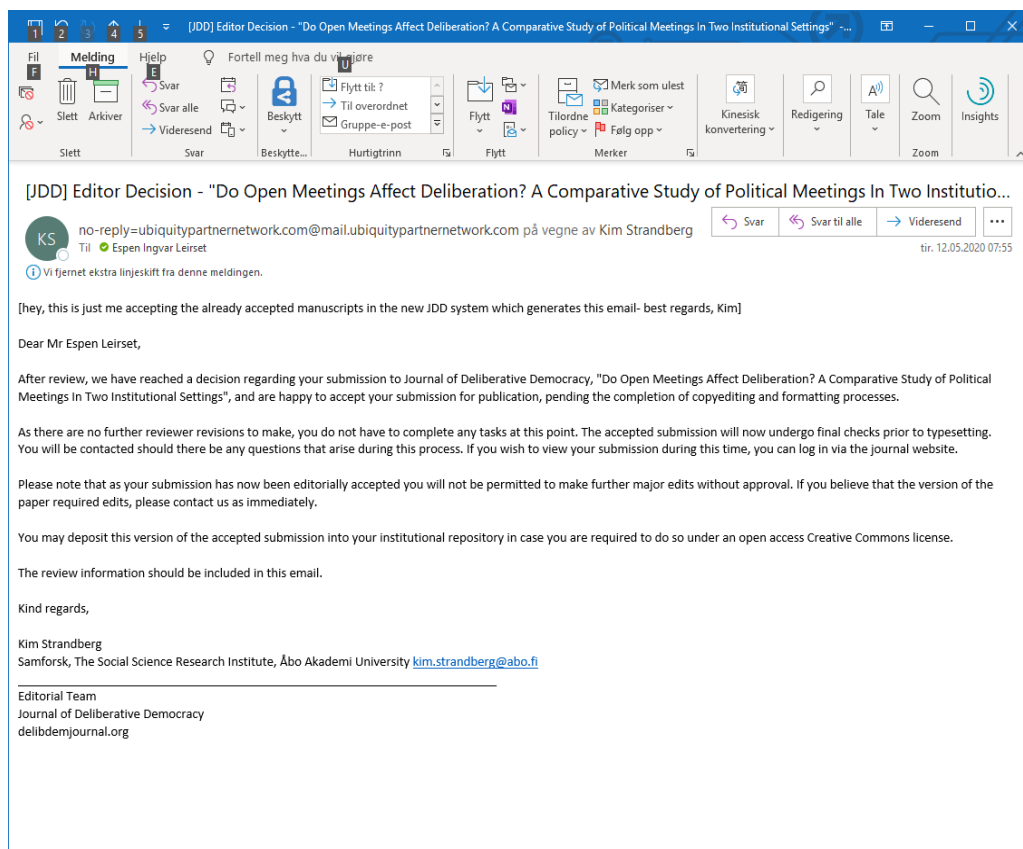 1 2 3 4 5 [JDD] Editor Decision - "Do Open Meetings Affect Deliberation? A Comparative Study of Political Meetings In Two Institutional Settings" -...
Fil Melding Hjelp Fortell meg hva du vil gjøre
F H E U
Slett Arkiver
Svar
Svar alle
Videresend
Beskytt
Flytt til: ?
Til overordnet
Gruppe-e-post
Flytt
Tilordne policy
Merk som ulest
Kategoriser
Følg opp
Kinesisk konvertering
Redigering
Tale
Zoom
Insights
Slett Svar Beskytte... Hurtigtrinn Flytt Merker Zoom
[JDD] Editor Decision - "Do Open Meetings Affect Deliberation? A Comparative Study of Political Meetings In Two Institutio...
KS
no-reply=ubiquitypartnernetwork.com@mail.ubiquitypartnernetwork.com på vegne av Kim Strandberg
Svar Svar til alle Videresend ...
Til Espen Ingvar Leirset
tir. 12.05.2020 07:55
Vi fjernet ekstra linjeskift fra denne meldingen.
[hey, this is just me accepting the already accepted manuscripts in the new JDD system which generates this email- best regards, Kim]
Dear Mr Espen Leirset,
After review, we have reached a decision regarding your submission to Journal of Deliberative Democracy, "Do Open Meetings Affect Deliberation? A Comparative Study of Political
Meetings In Two Institutional Settings", and are happy to accept your submission for publication, pending the completion of copyediting and formatting processes.
As there are no further reviewer revisions to make, you do not have to complete any tasks at this point. The accepted submission will now undergo final checks prior to typesetting.
You will be contacted should there be any questions that arise during this process. If you wish to view your submission during this time, you can log in via the journal website.
Please note that as your submission has now been editorially accepted you will not be permitted to make further major edits without approval. If you believe that the version of the
paper required edits, please contact us as immediately.
You may deposit this version of the accepted submission into your institutional repository in case you are required to do so under an open access Creative Commons license.
The review information should be included in this email.
Kind regards,
Kim Strandberg
Samforsk, The Social Science Research Institute, Åbo Akademi University kim.strandberg@abo.fi
Editorial Team
Journal of Deliberative Democracy
delibdemjournal.org